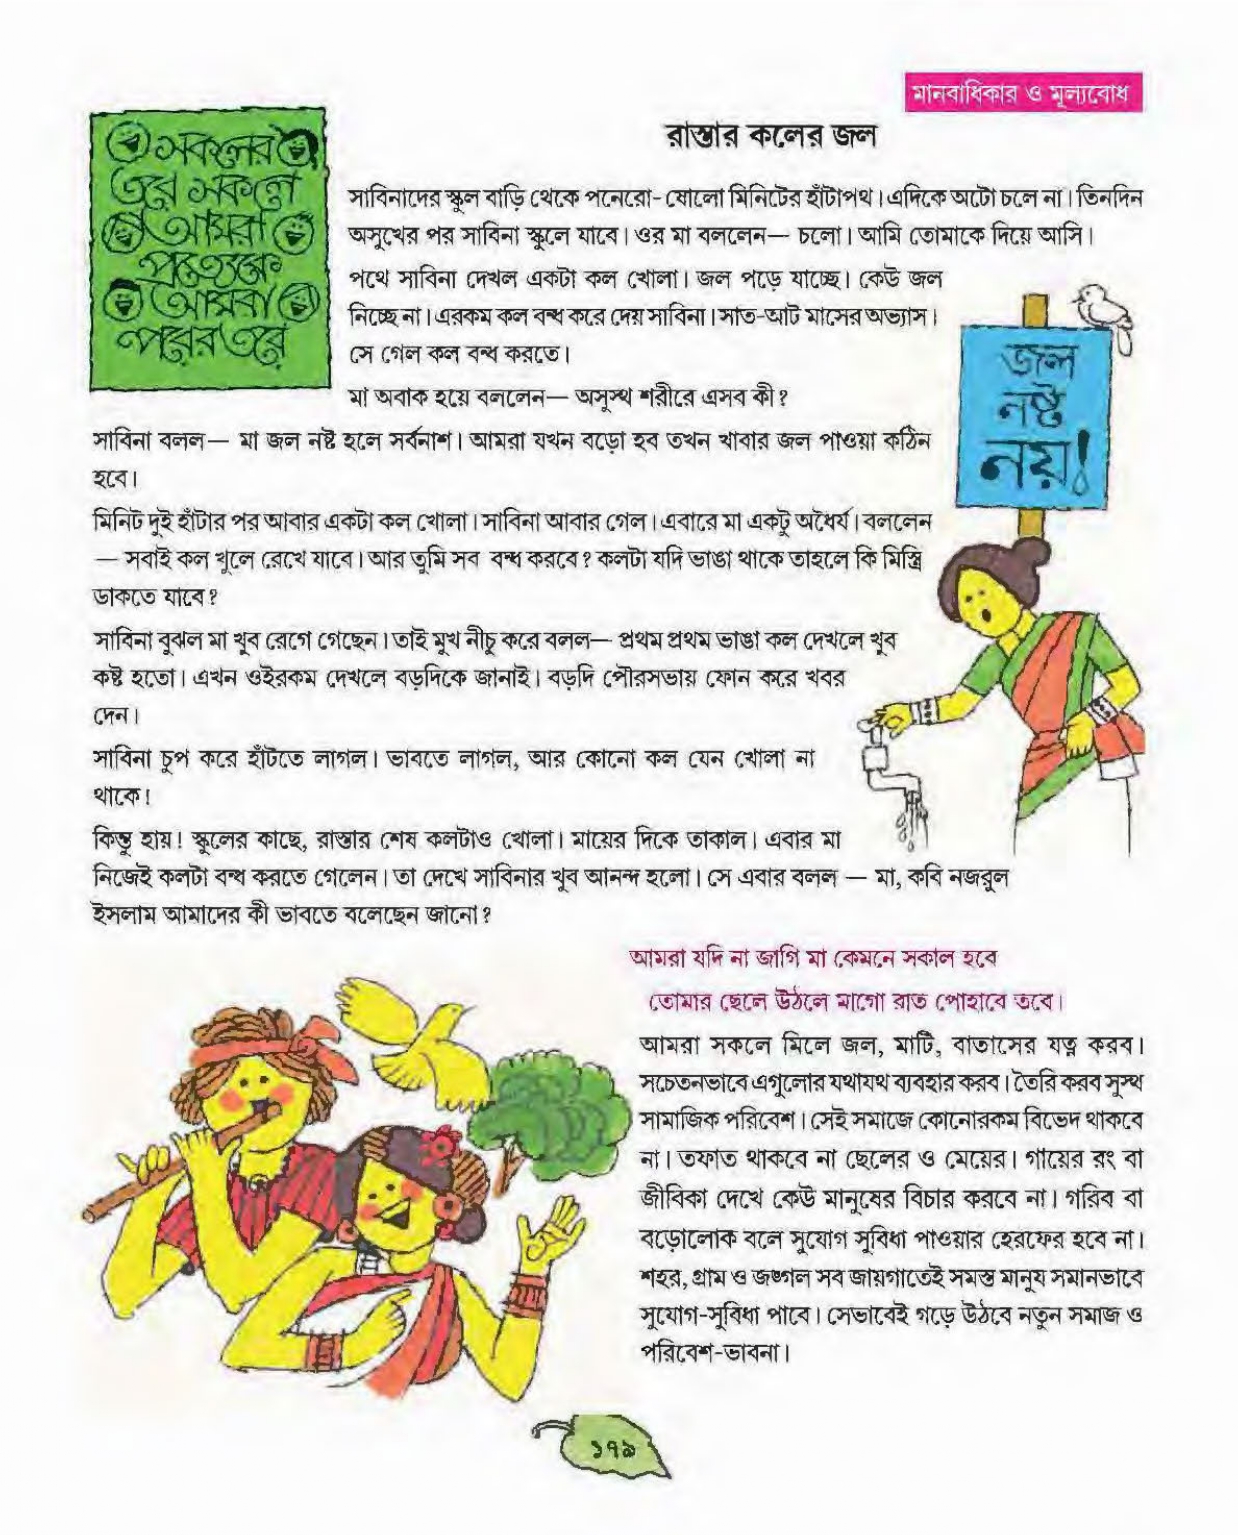 মানবাধিকার ও মূল্যবোধ
রাস্তার কলের জল
সকলের
তরে সকলে
আমরা
প্রত্যেকে
আমরা
পরের তরে
সাবিনাদের স্কুল বাড়ি থেকে পনেরো- ষোলো মিনিটের হাঁটাপথ। এদিকে অটো চলে না। তিনদিন
অসুখের পর সাবিনা স্কুলে যাবে। ওর মা বললেন— চলো। আমি তোমাকে দিয়ে আসি।
পথে সাবিনা দেখল একটা কল খোলা। জল পড়ে যাচ্ছে। কেউ জল
নিচ্ছে না। এরকম কল বন্ধ করে দেয় সাবিনা। সাত-আট মাসের অভ্যাস।
সে গেল কল বন্ধ করতে।
মা অবাক হয়ে বললেন— অসুস্থ শরীরে এসব কী?
জল
নষ্ট
নয়!
সাবিনা বলল— মা জল নষ্ট হলে সর্বনাশ। আমরা যখন বড়ো হব তখন খাবার জল পাওয়া কঠিন
হবে।
মিনিট দুই হাঁটার পর আবার একটা কল খোলা। সাবিনা আবার গেল। এবারে মা একটু অধৈর্য। বললেন
— সবাই কল খুলে রেখে যাবে। আর তুমি সব বন্ধ করবে? কলটা যদি ভাঙা থাকে তাহলে কি মিস্ত্রি
ডাকতে যাবে?
সাবিনা বুঝল মা খুব রেগে গেছেন। তাই মুখ নীচু করে বলল— প্রথম প্রথম ভাঙা কল দেখলে খুব
কষ্ট হতো। এখন ওইরকম দেখলে বড়দিকে জানাই। বড়দি পৌরসভায় ফোন করে খবর
দেন।
সাবিনা চুপ করে হাঁটতে লাগল। ভাবতে লাগল, আর কোনো কল যেন খোলা না
থাকে!
কিন্তু হায়! স্কুলের কাছে, রাস্তার শেষ কলটাও খোলা। মায়ের দিকে তাকাল। এবার মা
নিজেই কলটা বন্ধ করতে গেলেন। তা দেখে সাবিনার খুব আনন্দ হলো। সে এবার বলল — মা, কবি নজরুল
ইসলাম আমাদের কী ভাবতে বলেছেন জানো?
আমরা যদি না জাগি মা কেমনে সকাল হবে
তোমার ছেলে উঠলে মাগো রাত পোহাবে তবে।
আমরা সকলে মিলে জল, মাটি, বাতাসের যত্ন করব।
সচেতনভাবে এগুলোর যথাযথ ব্যবহার করব। তৈরি করব সুস্থ
সামাজিক পরিবেশ। সেই সমাজে কোনোরকম বিভেদ থাকবে
না। তফাত থাকবে না ছেলের ও মেয়ের। গায়ের রং বা
জীবিকা দেখে কেউ মানুষের বিচার করবে না। গরিব বা
বড়োলোক বলে সুযোগ সুবিধা পাওয়ার হেরফের হবে না।
শহর, গ্রাম ও জঙ্গল সব জায়গাতেই সমস্ত মানুষ সমানভাবে
সুযোগ-সুবিধা পাবে। সেভাবেই গড়ে উঠবে নতুন সমাজ ও
পরিবেশ-ভাবনা।
১৭৯